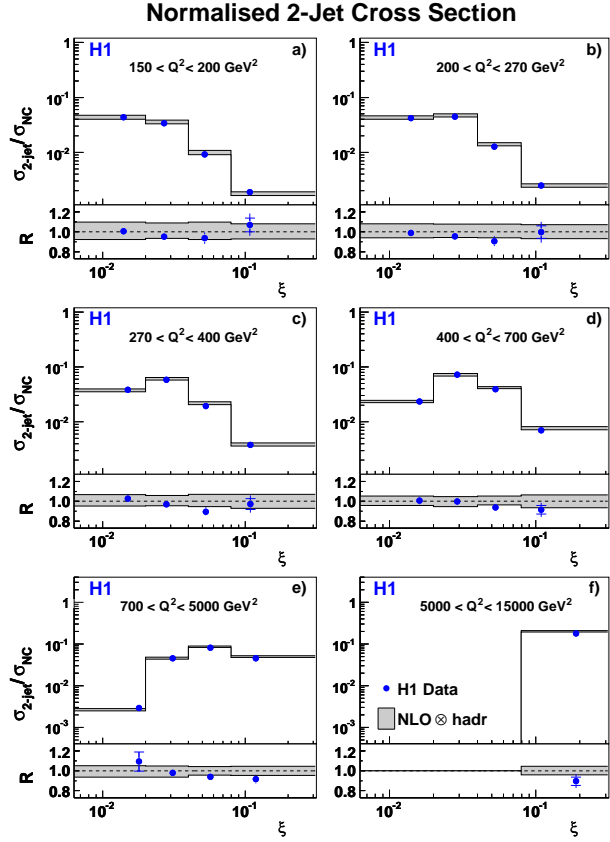 Normalised 2-Jet Cross Section
H1 a)
150 < Q² < 200 GeV²
σ2-jet/σNC
1
10⁻¹
10⁻²
R
1.2
1.0
0.8
10⁻² 10⁻¹
ξ
H1 b)
200 < Q² < 270 GeV²
1
10⁻¹
10⁻²
1.2
1.0
0.8
10⁻² 10⁻¹
ξ
H1 c)
270 < Q² < 400 GeV²
σ2-jet/σNC
1
10⁻¹
10⁻²
R
1.2
1.0
0.8
10⁻² 10⁻¹
ξ
H1 d)
400 < Q² < 700 GeV²
1
10⁻¹
10⁻²
1.2
1.0
0.8
10⁻² 10⁻¹
ξ
H1 e)
700 < Q² < 5000 GeV²
σ2-jet/σNC
1
10⁻¹
10⁻²
10⁻³
R
1.2
1.0
0.8
10⁻² 10⁻¹
ξ
H1 f)
5000 < Q² < 15000 GeV²
1
10⁻¹
10⁻²
10⁻³
H1 Data
NLO ⊗ hadr
1.2
1.0
0.8
10⁻² 10⁻¹
ξ